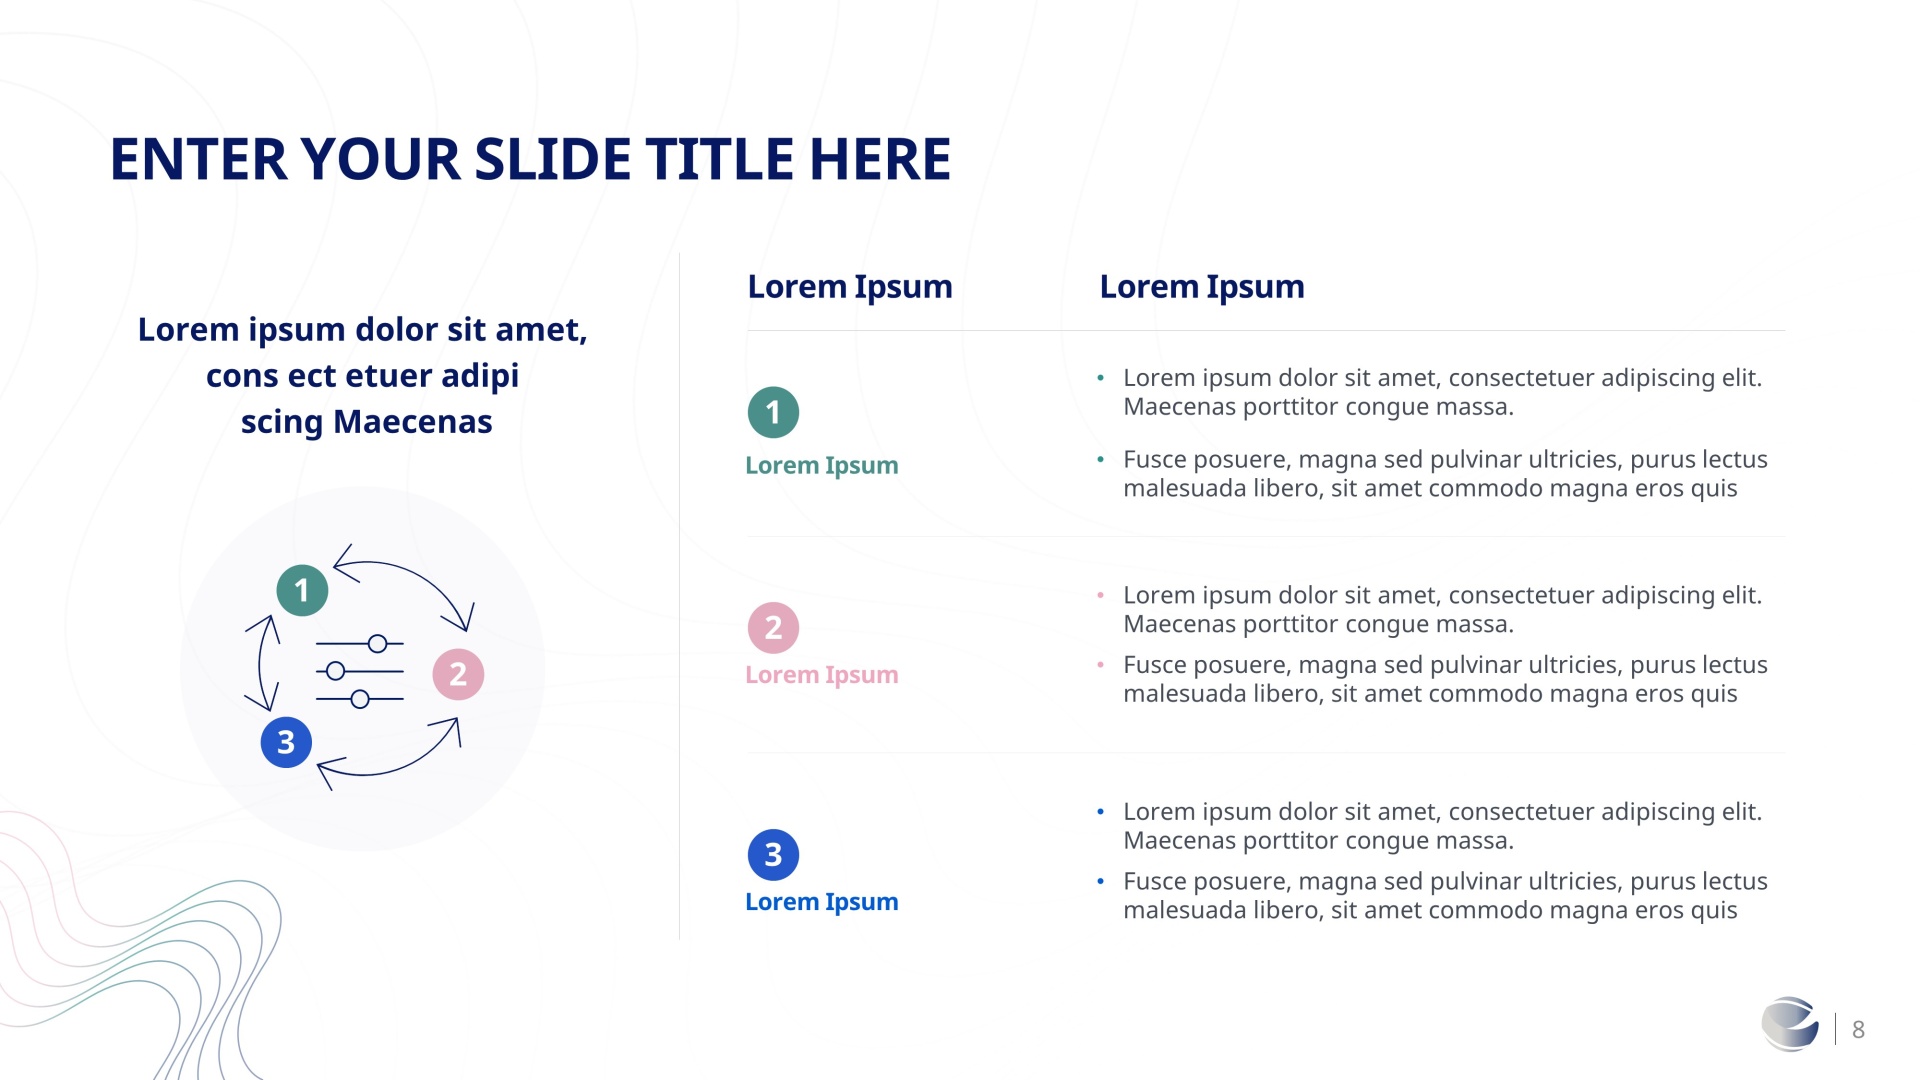 ENTER YOUR SLIDE TITLE HERE
Lorem ipsum dolor sit amet,
cons ect etuer adipi
scing Maecenas
1
2
3
Lorem Ipsum
Lorem Ipsum
1
Lorem Ipsum
• Lorem ipsum dolor sit amet, consectetuer adipiscing elit.
Maecenas porttitor congue massa.
• Fusce posuere, magna sed pulvinar ultricies, purus lectus
malesuada libero, sit amet commodo magna eros quis
2
Lorem Ipsum
• Lorem ipsum dolor sit amet, consectetuer adipiscing elit.
Maecenas porttitor congue massa.
• Fusce posuere, magna sed pulvinar ultricies, purus lectus
malesuada libero, sit amet commodo magna eros quis
3
Lorem Ipsum
• Lorem ipsum dolor sit amet, consectetuer adipiscing elit.
Maecenas porttitor congue massa.
• Fusce posuere, magna sed pulvinar ultricies, purus lectus
malesuada libero, sit amet commodo magna eros quis
8